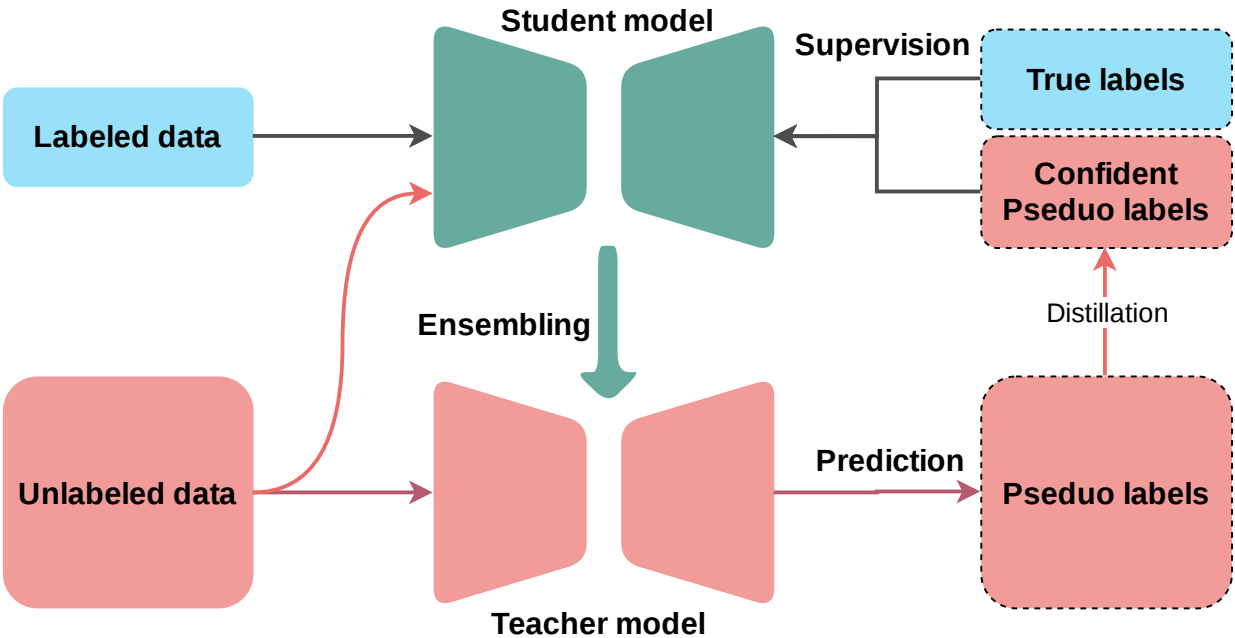 Student model
Supervision
True labels
Labeled data
Confident
Pseduo labels
Ensembling
Distillation
Prediction
Unlabeled data
Pseduo labels
Teacher model